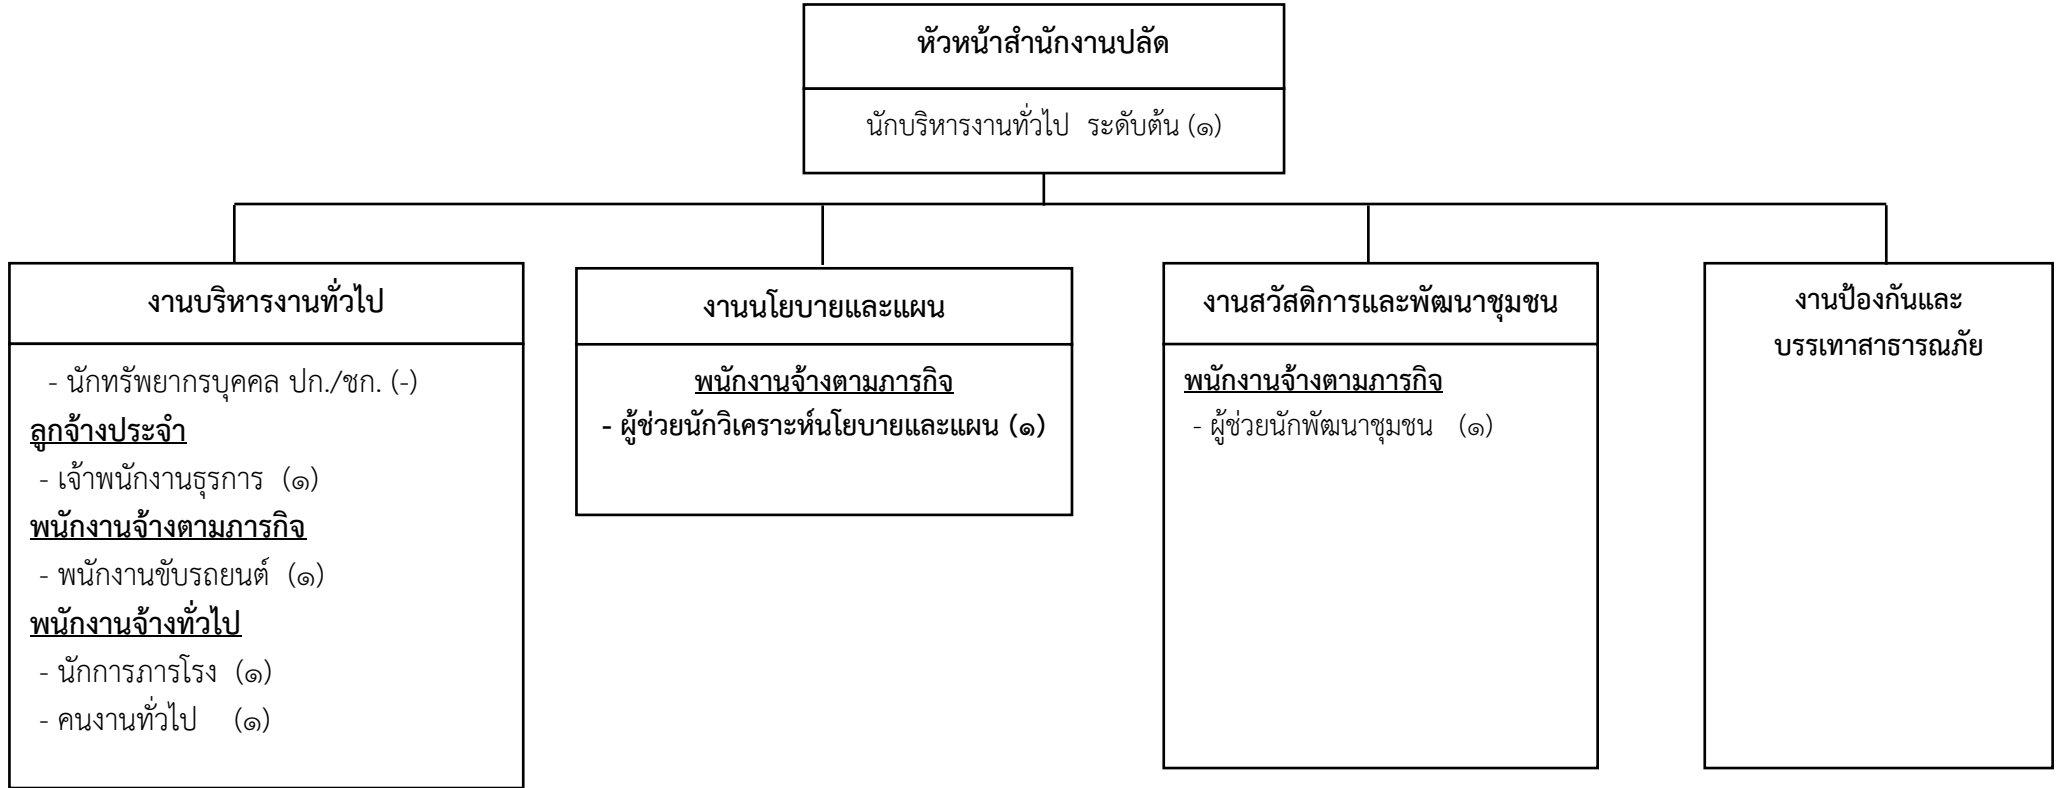 หัวหน้าสำนักงานปลัด
นักบริหารงานทั่วไป ระดับต้น (๑)
งานบริหารงานทั่วไป
- นักทรัพยากรบุคคล ปก./ชก. (-)
ลูกจ้างประจำ
- เจ้าพนักงานธุรการ (๑)
พนักงานจ้างตามภารกิจ
- พนักงานขับรถยนต์ (๑)
พนักงานจ้างทั่วไป
- นักการภารโรง (๑)
- คนงานทั่วไป (๑)
งานนโยบายและแผน
พนักงานจ้างตามภารกิจ
- ผู้ช่วยนักวิเคราะห์นโยบายและแผน (๑)
งานสวัสดิการและพัฒนาชุมชน
พนักงานจ้างตามภารกิจ
- ผู้ช่วยนักพัฒนาชุมชน (๑)
งานป้องกันและ
บรรเทาสาธารณภัย